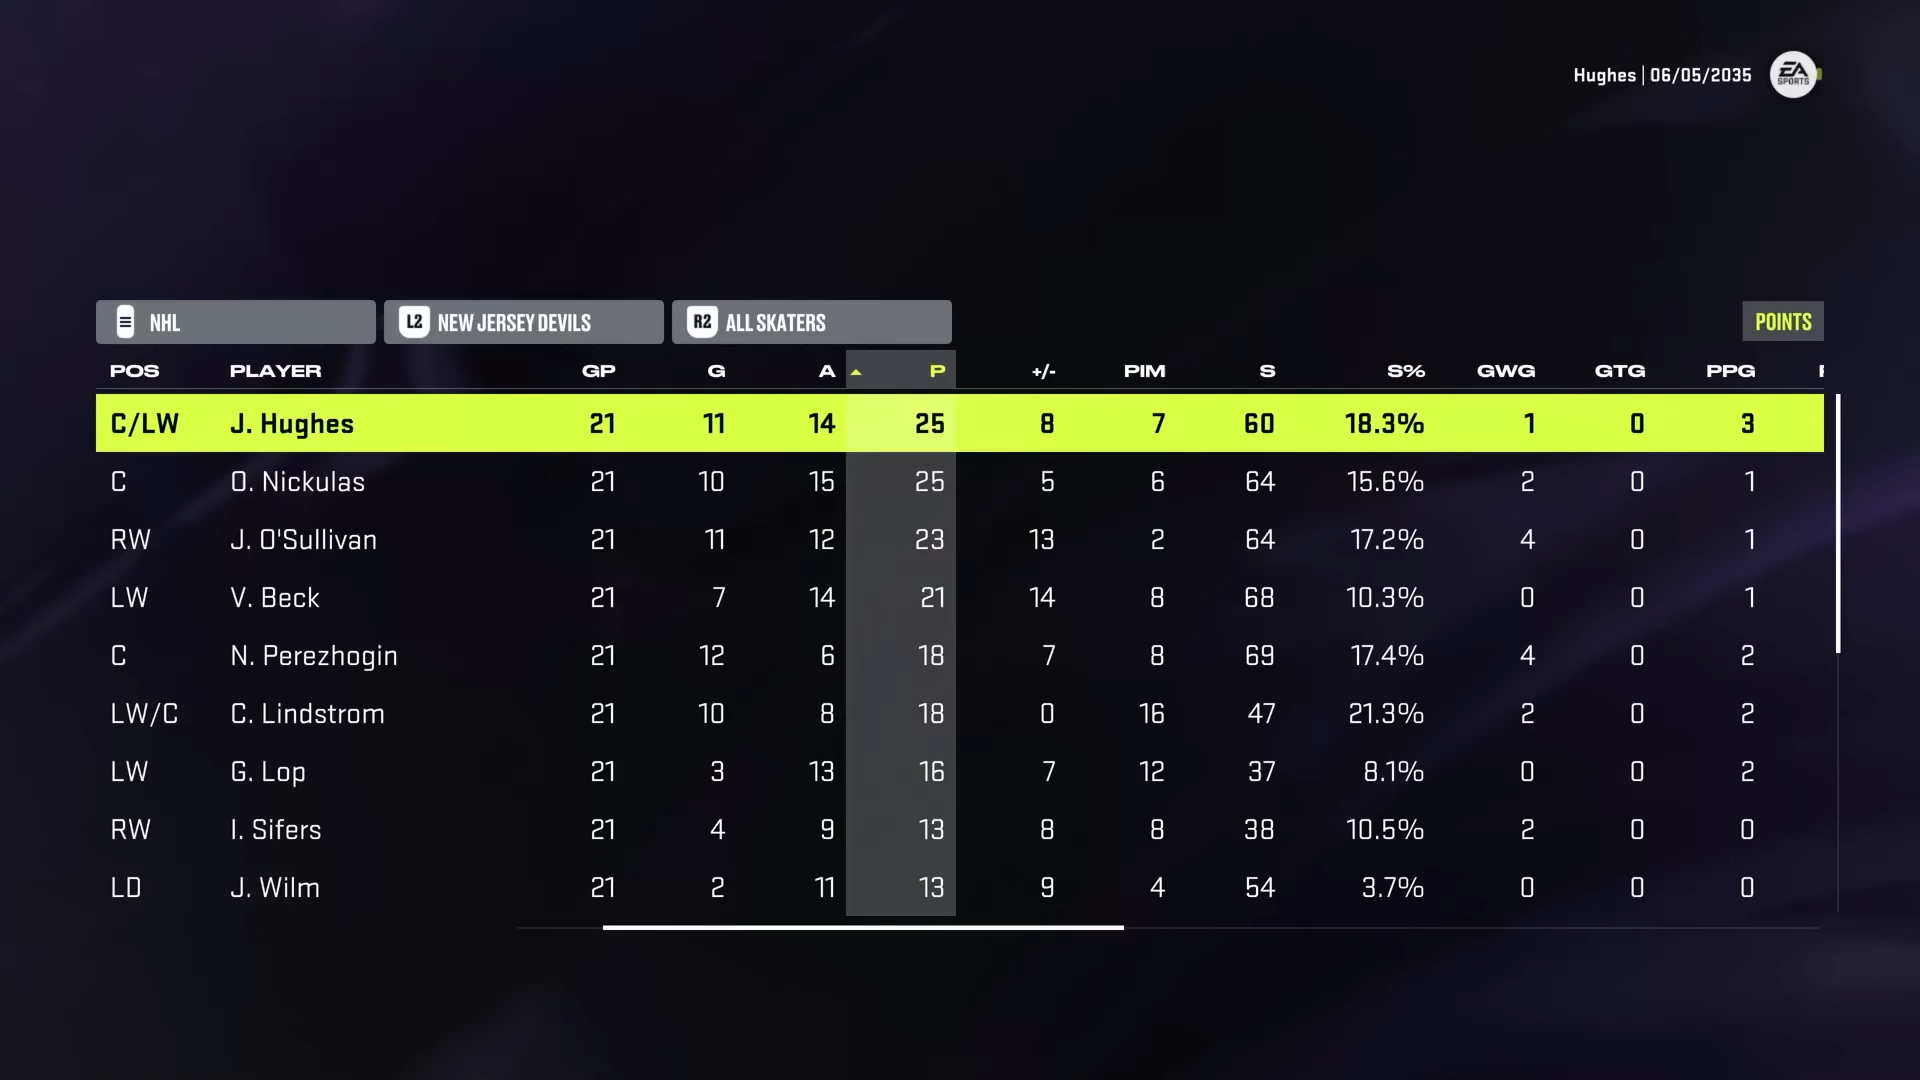 Hughes | 06/05/2035 EA SPORTS
NHL L2 NEW JERSEY DEVILS R2 ALL SKATERS POINTS
POS PLAYER GP G A P +/- PIM S S% GWG GTG PPG
C/LW J. Hughes 21 11 14 25 8 7 60 18.3% 1 0 3
C O. Nickulas 21 10 15 25 5 6 64 15.6% 2 0 1
RW J. O'Sullivan 21 11 12 23 13 2 64 17.2% 4 0 1
LW V. Beck 21 7 14 21 14 8 68 10.3% 0 0 1
C N. Perezhogin 21 12 6 18 7 8 69 17.4% 4 0 2
LW/C C. Lindstrom 21 10 8 18 0 16 47 21.3% 2 0 2
LW G. Lop 21 3 13 16 7 12 37 8.1% 0 0 2
RW I. Sifers 21 4 9 13 8 8 38 10.5% 2 0 0
LD J. Wilm 21 2 11 13 9 4 54 3.7% 0 0 0